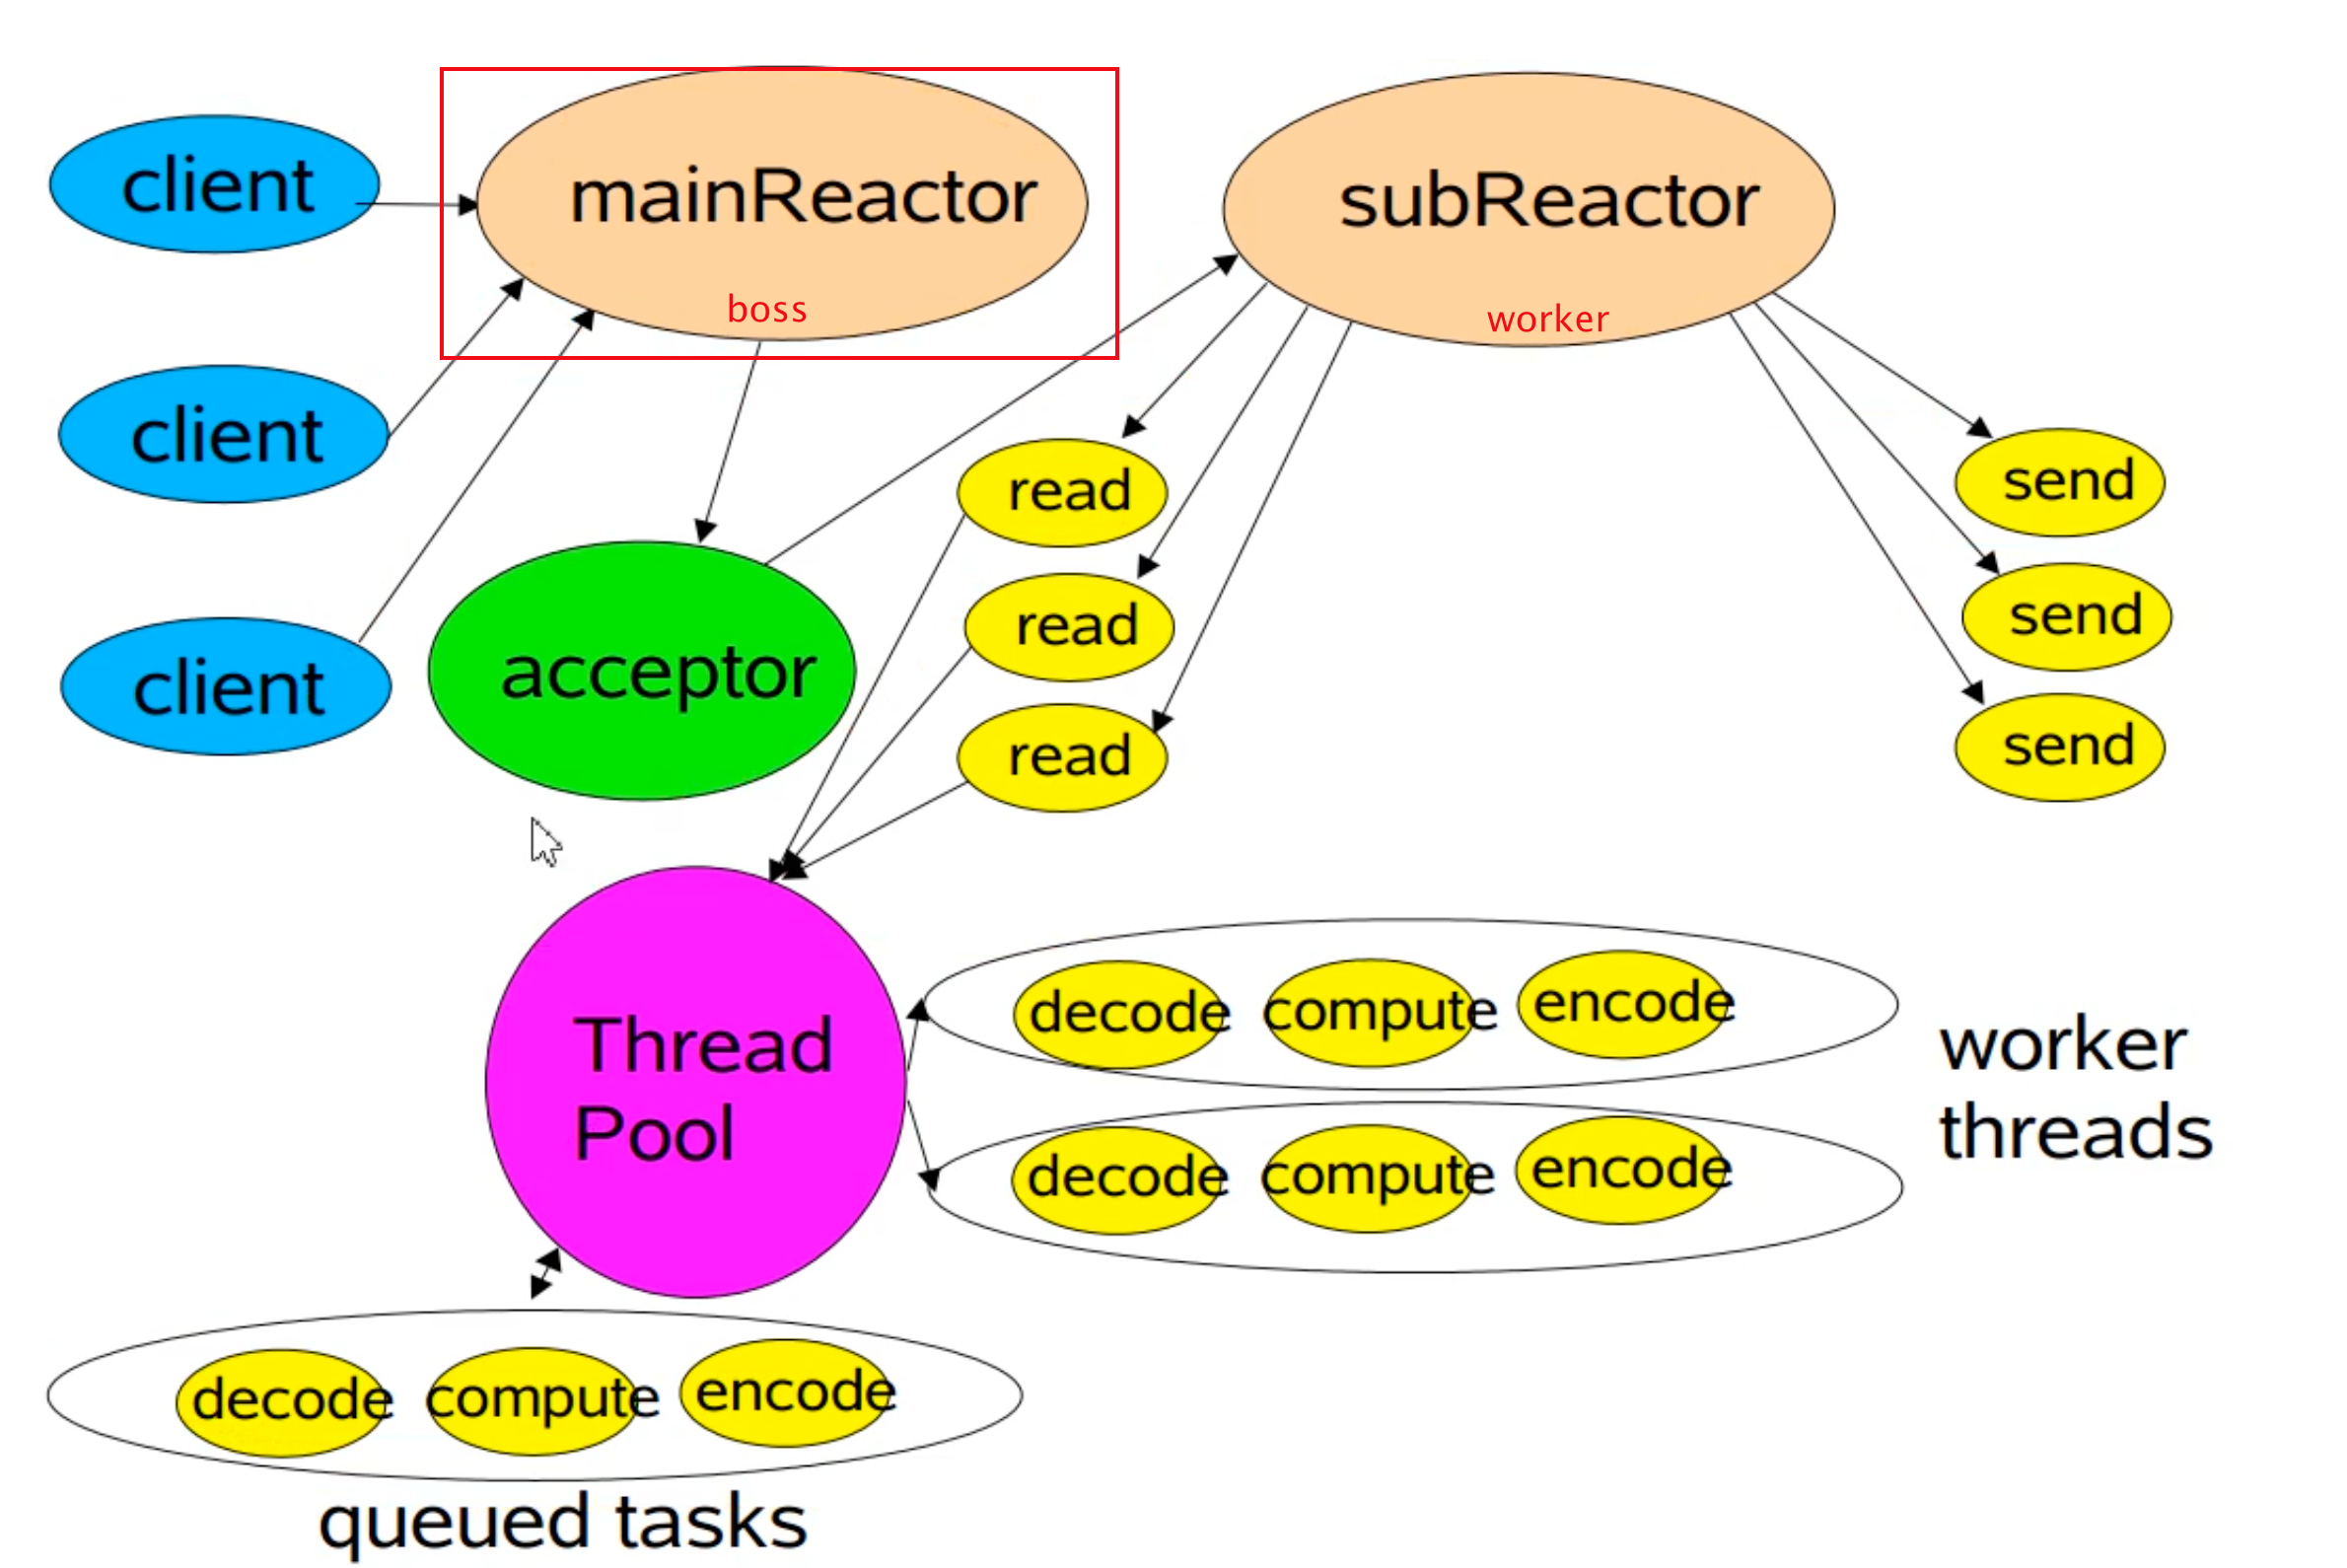 client
mainReactor
boss
subReactor
worker
client
client
acceptor
read
read
read
send
send
send
Thread
Pool
decode compute encode
decode compute encode
worker
threads
decode compute encode
queued tasks